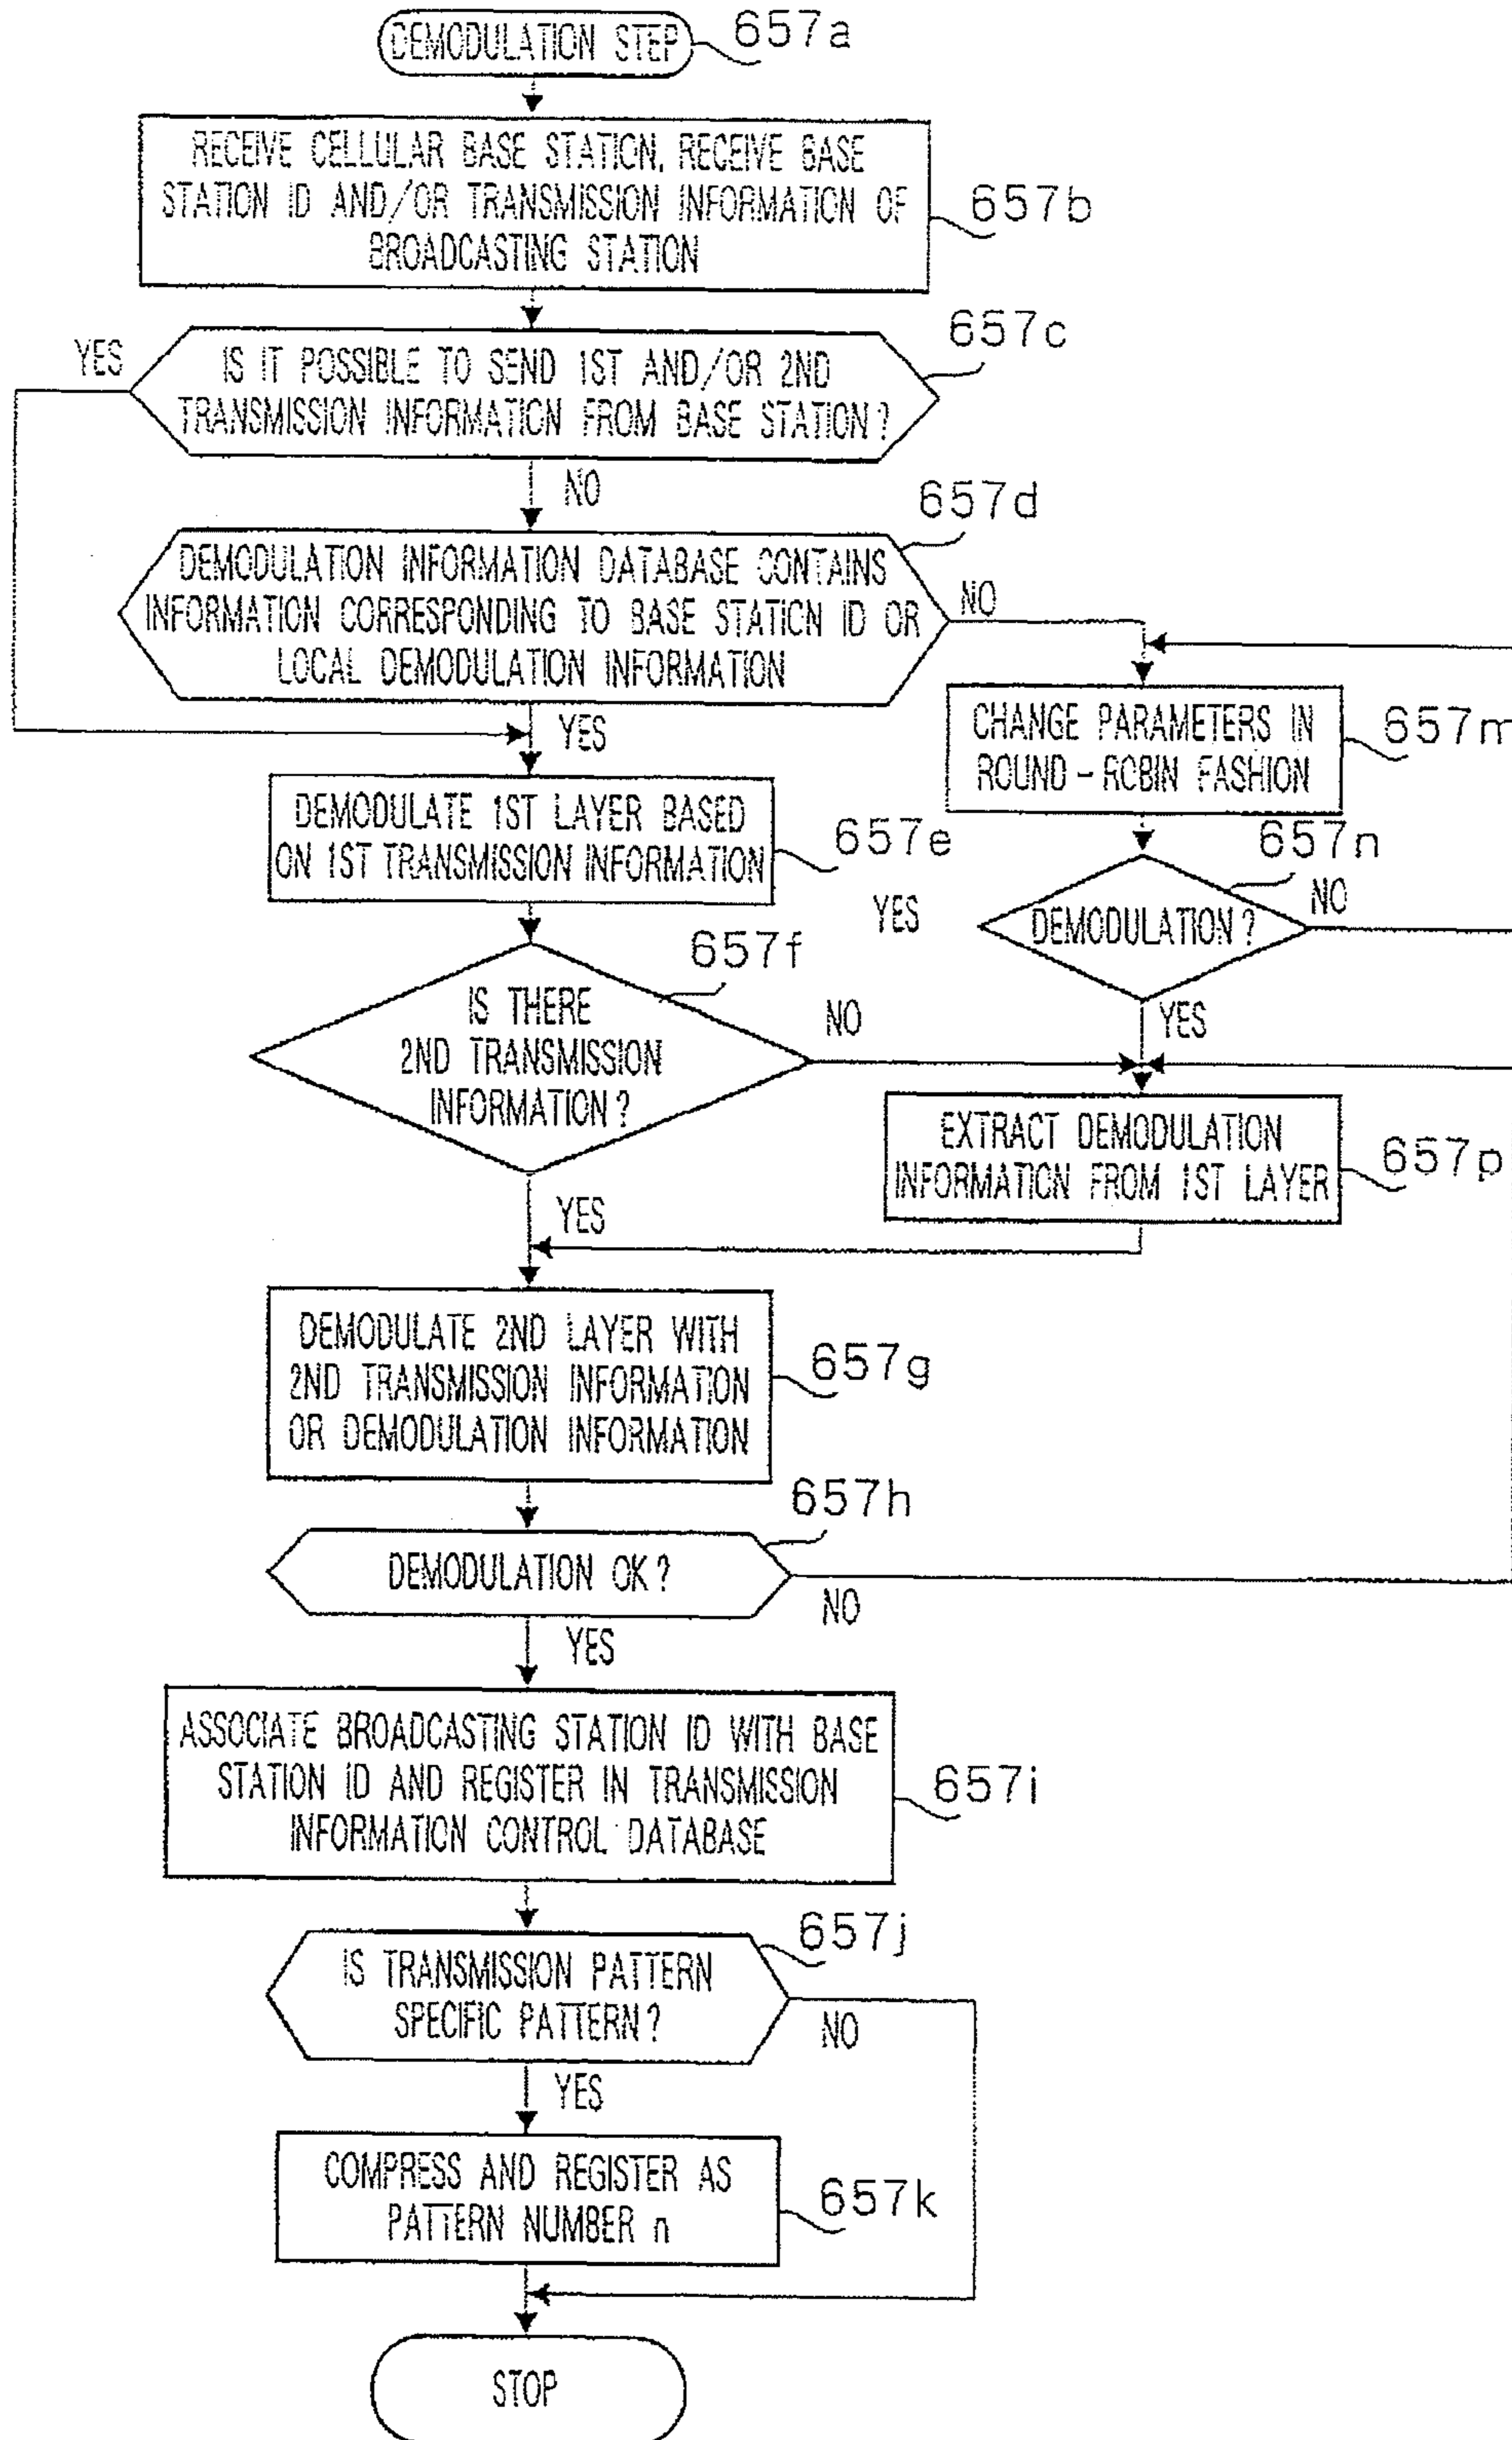 DEMODULATION STEP
657a
RECEIVE CELLULAR BASE STATION, RECEIVE BASE
STATION ID AND/OR TRANSMISSION INFORMATION OF
BROADCASTING STATION
657b
657c
YES
IS IT POSSIBLE TO SEND 1ST AND/OR 2ND
TRANSMISSION INFORMATION FROM BASE STATION?
NO
657d
DEMODULATION INFORMATION DATABASE CONTAINS
INFORMATION CORRESPONDING TO BASE STATION ID OR
LOCAL DEMODULATION INFORMATION
NO
YES
CHANGE PARAMETERS IN
ROUND-ROBIN FASHION
657m
DEMODULATE 1ST LAYER BASED
ON 1ST TRANSMISSION INFORMATION
657e
657n
YES
DEMODULATION?
NO
657f
IS THERE
2ND TRANSMISSION
INFORMATION?
NO
YES
EXTRACT DEMODULATION
INFORMATION FROM 1ST LAYER
657p
YES
DEMODULATE 2ND LAYER WITH
2ND TRANSMISSION INFORMATION
OR DEMODULATION INFORMATION
657g
657h
DEMODULATION OK?
NO
YES
ASSOCIATE BROADCASTING STATION ID WITH BASE
STATION ID AND REGISTER IN TRANSMISSION
INFORMATION CONTROL DATABASE
657i
657j
IS TRANSMISSION PATTERN
SPECIFIC PATTERN?
NO
YES
COMPRESS AND REGISTER AS
PATTERN NUMBER n
657k
STOP